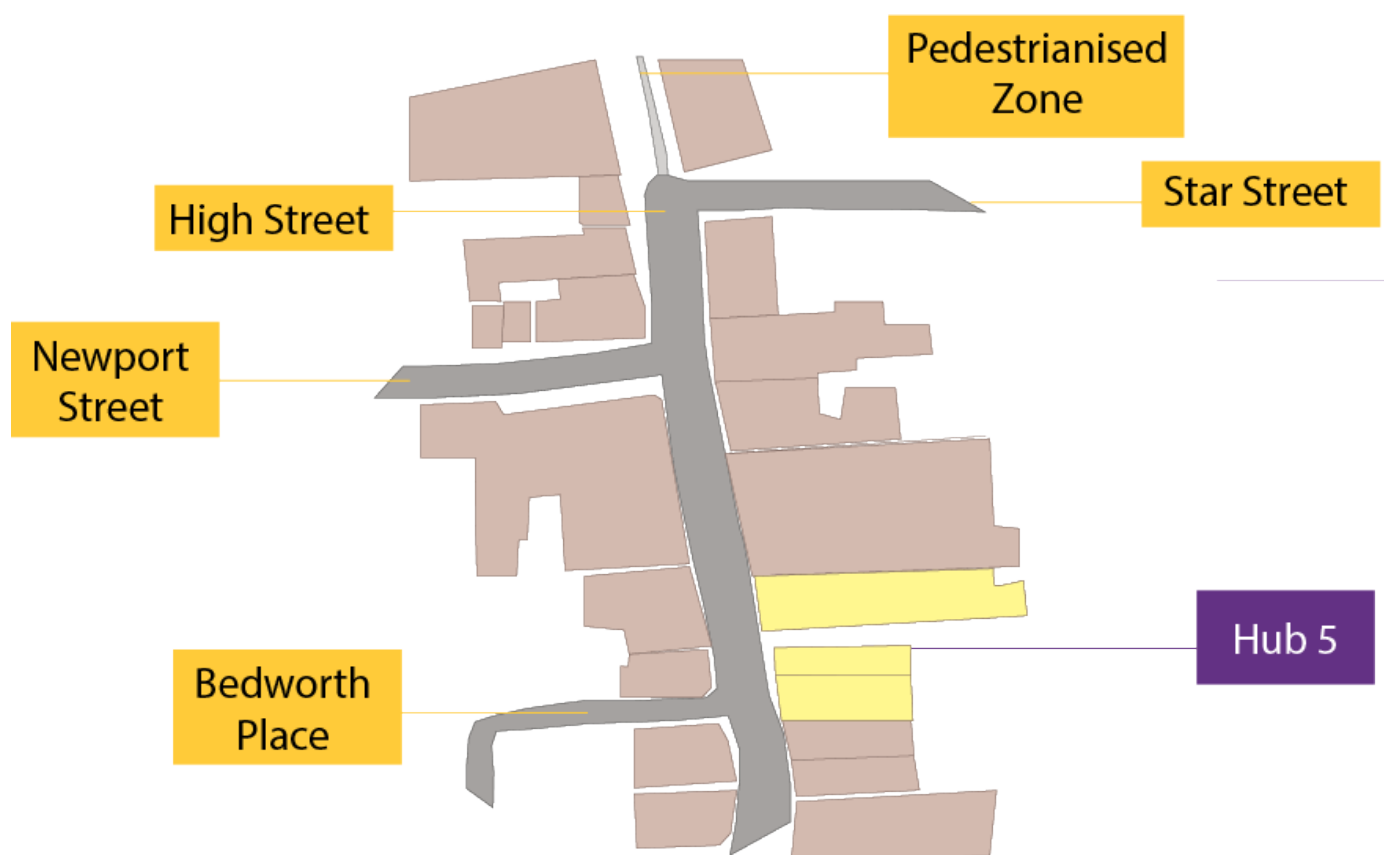 Pedestrianised
Zone
Star Street
High Street
Newport
Street
Hub 5
Bedworth
Place